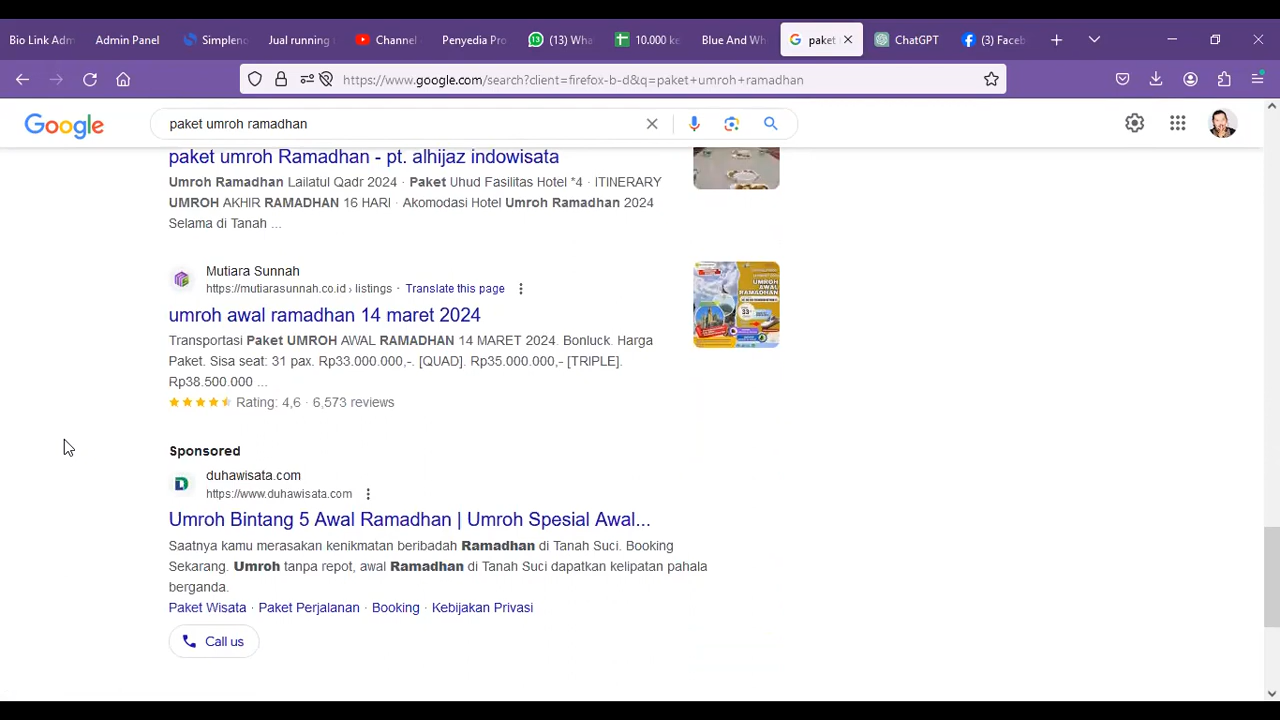 Bio Link Adm
Admin Panel
Simplen
Jual running
Channel
Penyedia Pro
(13) Wha
10.000 ke
Blue And Wh
paket
ChatGPT
(3) Faceb
https://www.google.com/search?client=firefox-b-d&q=paket+umroh+ramadhan
Google
paket umroh ramadhan
paket umroh Ramadhan - pt. alhijaz indowisata
Umroh Ramadhan Lailatul Qadr 2024 · Paket Uhud Fasilitas Hotel *4 · ITINERARY
UMROH AKHIR RAMADHAN 16 HARI · Akomodasi Hotel Umroh Ramadhan 2024
Selama di Tanah ...
Mutiara Sunnah
https://mutiarasunnah.co.id › listings · Translate this page
umroh awal ramadhan 14 maret 2024
UMROH
AWAL
RAMADHAN
33
Transportasi Paket UMROH AWAL RAMADHAN 14 MARET 2024. Bonluck. Harga
Paket. Sisa seat: 31 pax. Rp33.000.000,-. [QUAD]. Rp35.000.000,- [TRIPLE].
Rp38.500.000 ...
Rating: 4,6 · 6,573 reviews
Sponsored
duhawisata.com
https://www.duhawisata.com
Umroh Bintang 5 Awal Ramadhan | Umroh Spesial Awal...
Saatnya kamu merasakan kenikmatan beribadah Ramadhan di Tanah Suci. Booking
Sekarang. Umroh tanpa repot, awal Ramadhan di Tanah Suci dapatkan kelipatan pahala
berganda.
Paket Wisata · Paket Perjalanan · Booking · Kebijakan Privasi
Call us